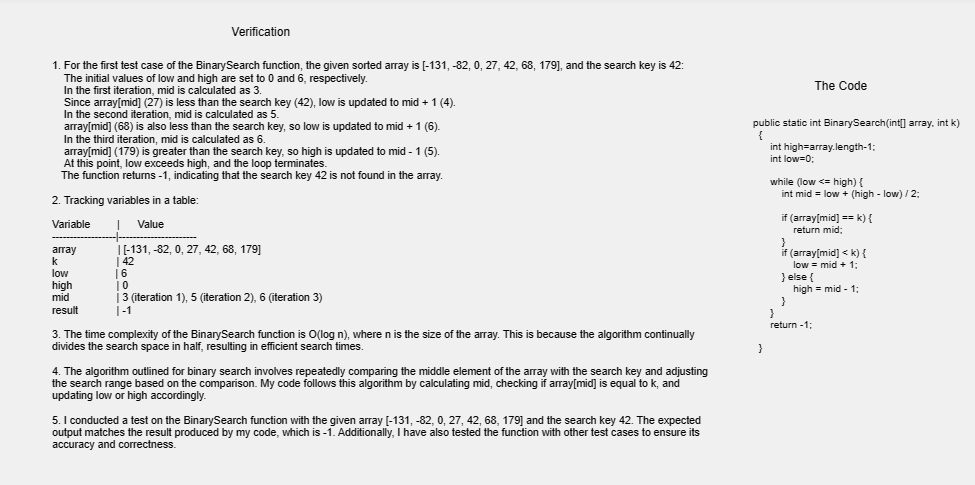 Verification
1. For the first test case of the BinarySearch function, the given sorted array is [-131, -82, 0, 27, 42, 68, 179], and the search key is 42:
The initial values of low and high are set to 0 and 6, respectively.
In the first iteration, mid is calculated as 3.
Since array[mid] (27) is less than the search key (42), low is updated to mid + 1 (4).
In the second iteration, mid is calculated as 5.
array[mid] (68) is also less than the search key, so low is updated to mid + 1 (6).
In the third iteration, mid is calculated as 6.
array[mid] (179) is greater than the search key, so high is updated to mid - 1 (5).
At this point, low exceeds high, and the loop terminates.
The function returns -1, indicating that the search key 42 is not found in the array.
2. Tracking variables in a table:
Variable | Value
--------------------|------------------------
array | [-131, -82, 0, 27, 42, 68, 179]
k | 42
low | 6
high | 0
mid | 3 (iteration 1), 5 (iteration 2), 6 (iteration 3)
result | -1
3. The time complexity of the BinarySearch function is O(log n), where n is the size of the array. This is because the algorithm continually
divides the search space in half, resulting in efficient search times.
4. The algorithm outlined for binary search involves repeatedly comparing the middle element of the array with the search key and adjusting
the search range based on the comparison. My code follows this algorithm by calculating mid, checking if array[mid] is equal to k, and
updating low or high accordingly.
5. I conducted a test on the BinarySearch function with the given array [-131, -82, 0, 27, 42, 68, 179] and the search key 42. The expected
output matches the result produced by my code, which is -1. Additionally, I have also tested the function with other test cases to ensure its
accuracy and correctness.
The Code
public static int BinarySearch(int[] array, int k)
{
int high=array.length-1;
int low=0;
while (low <= high) {
int mid = low + (high - low) / 2;
if (array[mid] == k) {
return mid;
}
if (array[mid] < k) {
low = mid + 1;
} else {
high = mid - 1;
}
}
return -1;
}